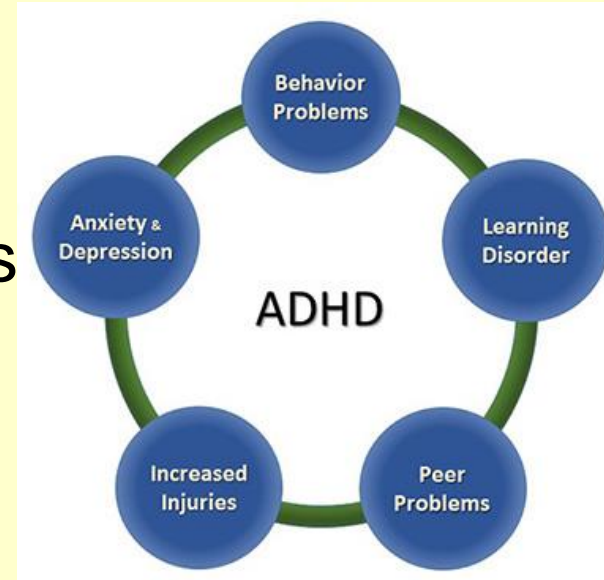 Behavior
Problems
Anxiety &
Depression
Learning
Disorder
s
ADHD
Increased
Injuries
Peer
Problems